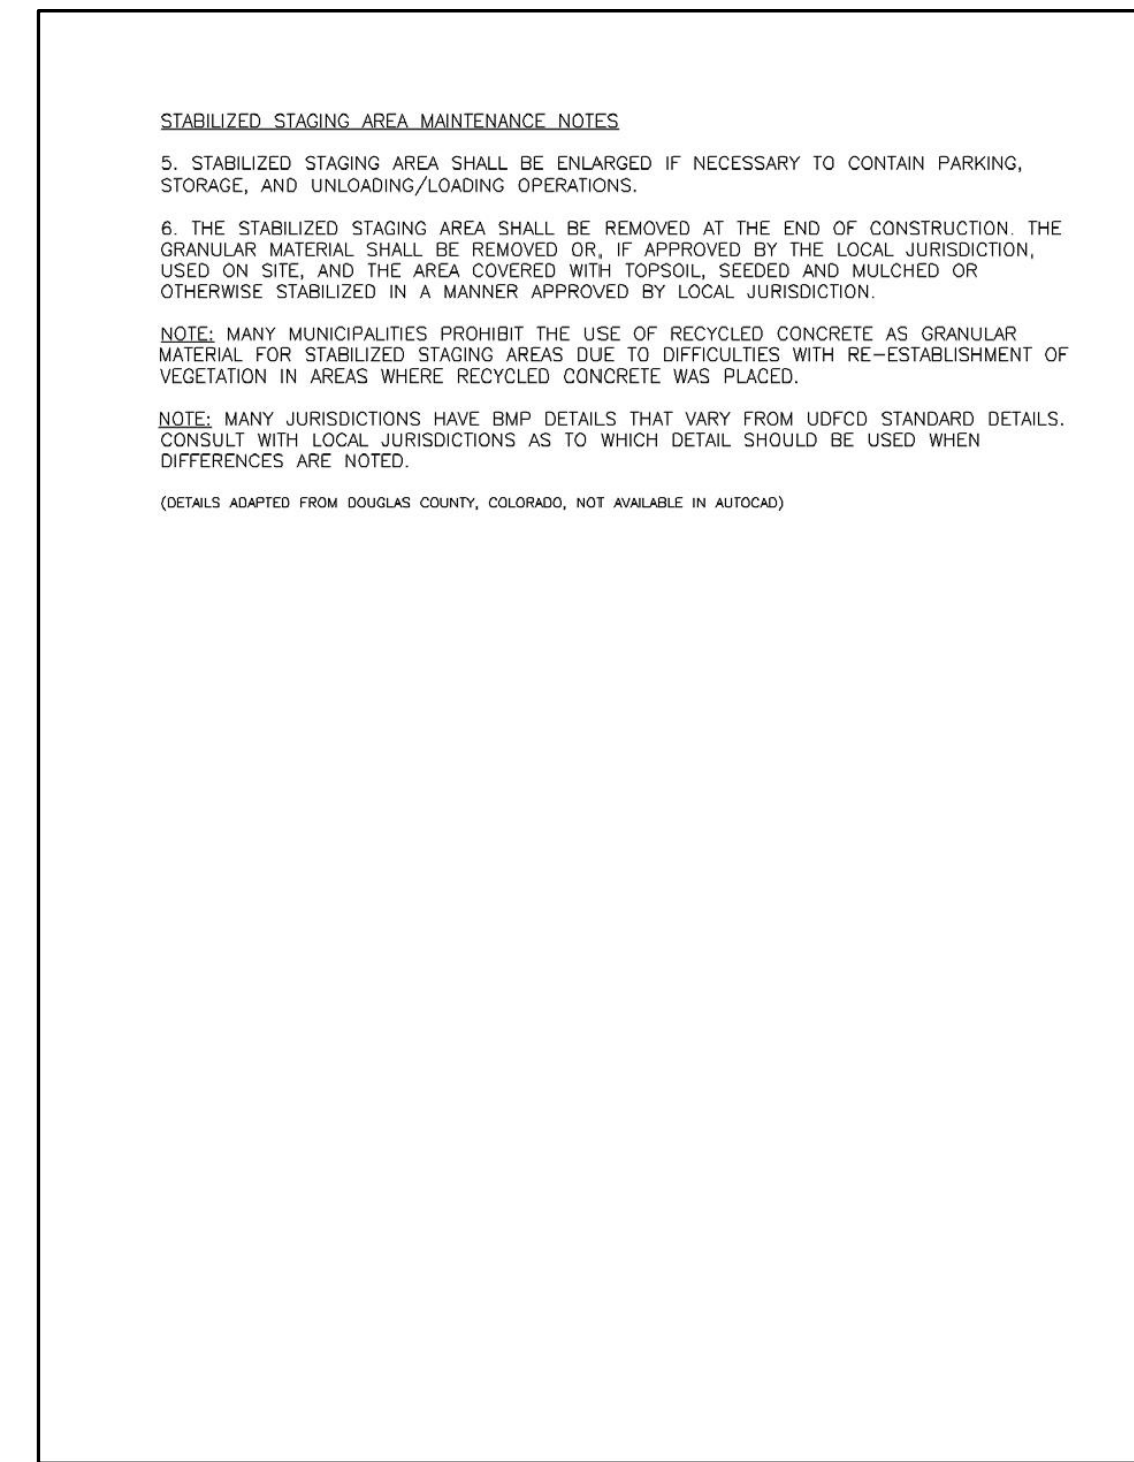 STABILIZED STAGING AREA MAINTENANCE NOTES
5. STABILIZED STAGING AREA SHALL BE ENLARGED IF NECESSARY TO CONTAIN PARKING,
STORAGE, AND UNLOADING/LOADING OPERATIONS.
6. THE STABILIZED STAGING AREA SHALL BE REMOVED AT THE END OF CONSTRUCTION. THE
GRANULAR MATERIAL SHALL BE REMOVED OR, IF APPROVED BY THE LOCAL JURISDICTION,
USED ON SITE, AND THE AREA COVERED WITH TOPSOIL, SEEDED AND MULCHED OR
OTHERWISE STABILIZED IN A MANNER APPROVED BY LOCAL JURISDICTION.
NOTE: MANY MUNICIPALITIES PROHIBIT THE USE OF RECYCLED CONCRETE AS GRANULAR
MATERIAL FOR STABILIZED STAGING AREAS DUE TO DIFFICULTIES WITH RE-ESTABLISHMENT OF
VEGETATION IN AREAS WHERE RECYCLED CONCRETE WAS PLACED.
NOTE: MANY JURISDICTIONS HAVE BMP DETAILS THAT VARY FROM UDFCD STANDARD DETAILS.
CONSULT WITH LOCAL JURISDICTIONS AS TO WHICH DETAIL SHOULD BE USED WHEN
DIFFERENCES ARE NOTED.
(DETAILS ADAPTED FROM DOUGLAS COUNTY, COLORADO, NOT AVAILABLE IN AUTOCAD)